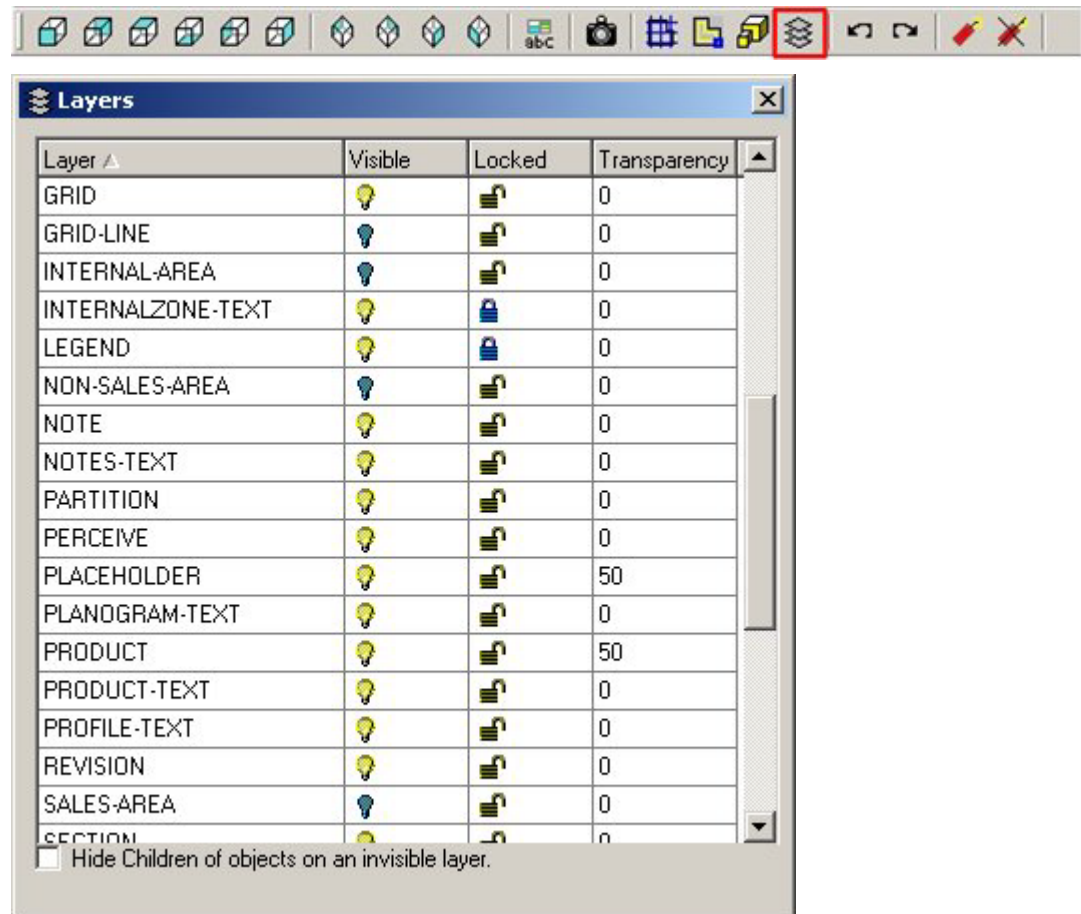 abc
Layers
Layer Visible Locked Transparency
GRID 0
GRID-LINE 0
INTERNAL-AREA 0
INTERNALZONE-TEXT 0
LEGEND 0
NON-SALES-AREA 0
NOTE 0
NOTES-TEXT 0
PARTITION 0
PERCEIVE 0
PLACEHOLDER 50
PLANOGRAM-TEXT 0
PRODUCT 50
PRODUCT-TEXT 0
PROFILE-TEXT 0
REVISION 0
SALES-AREA 0
SECTION 0
Hide Children of objects on an invisible layer.